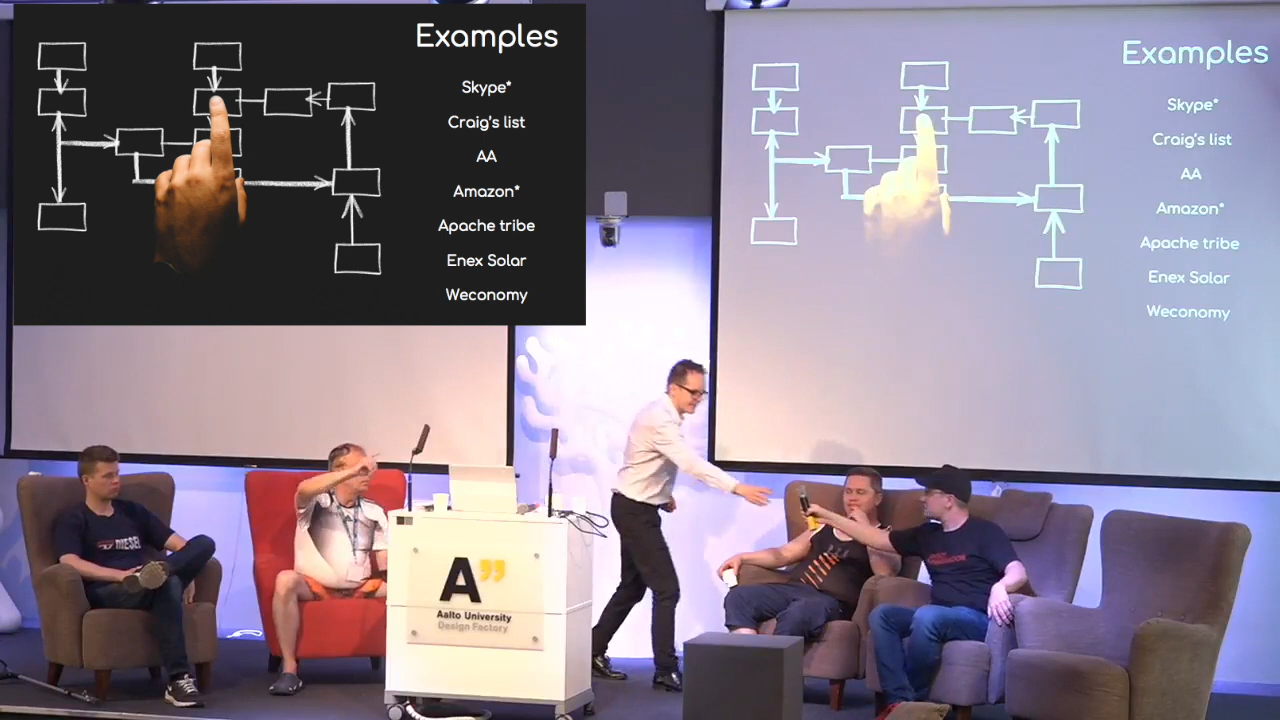 Examples
Skype*
Craig's list
AA
Amazon*
Apache tribe
Enex Solar
Weconomy
Examples
Skype*
Craig's list
AA
Amazon*
Apache tribe
Enex Solar
Weconomy
DIESEL
A”
Aalto University
Design Factory